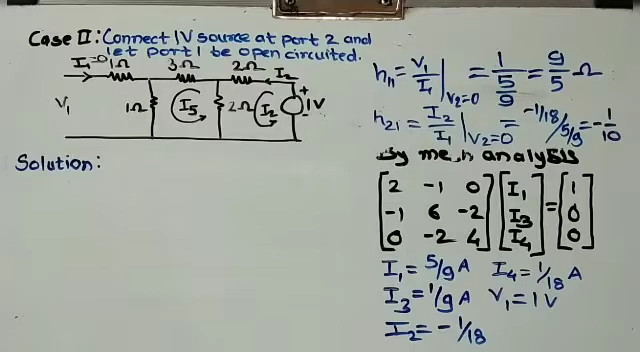 Case II: Connect 1V source at port 2 and
let port 1 be open circuited.
I₁=0 1Ω 3Ω 2Ω I₂
V₁ 1Ω I₅ 2Ω I₂ + 1V -
Solution:
h₁₁ = V₁/I₁ |V₂=0 = 1/(5/9) = 9/5 Ω
h₂₁ = I₂/I₁ |V₂=0 = -1/18/5/9 = -1/10
By mesh analysis
[2 -1 0] [I₁] [1]
[-1 6 -2] [I₃] = [0]
[0 -2 4] [I₄] [0]
I₁ = 5/9 A I₄ = 1/18 A
I₃ = 1/9 A V₁ = 1V
I₂ = -1/18